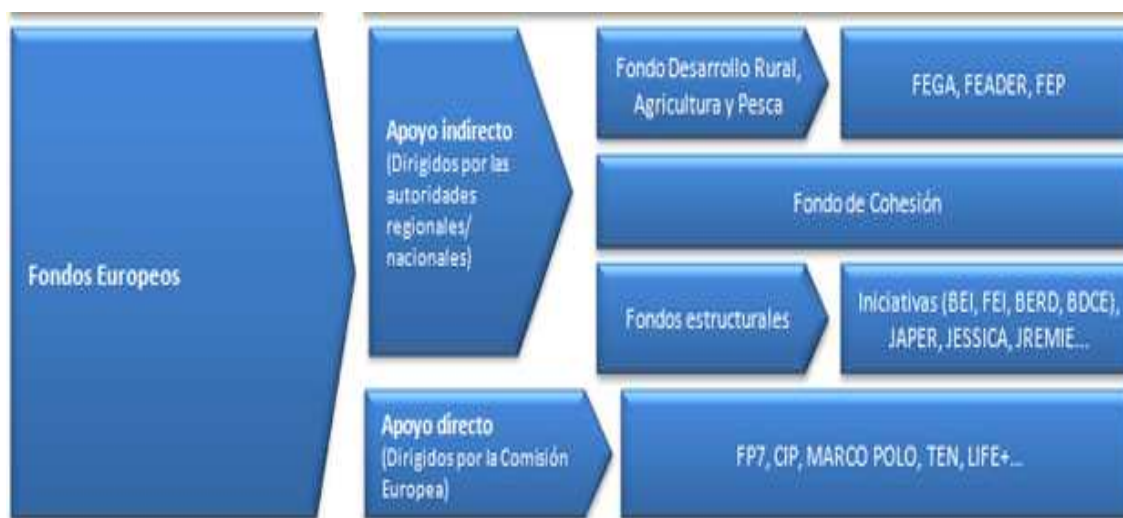 Fondos Europeos
Apoyo indirecto
(Dirigidos por las
autoridades
regionales/
nacionales)
Fondo Desarrollo Rural,
Agricultura y Pesca
FEGA, FEADER, FEP
Fondo de Cohesión
Fondos estructurales
Iniciativas (BEI, FEI, BERD, BDCE),
JAPER, JESSICA, JREMIE...
Apoyo directo
(Dirigidos por la Comisión
Europea)
FP7, CIP, MARCO POLO, TEN, LIFE+...